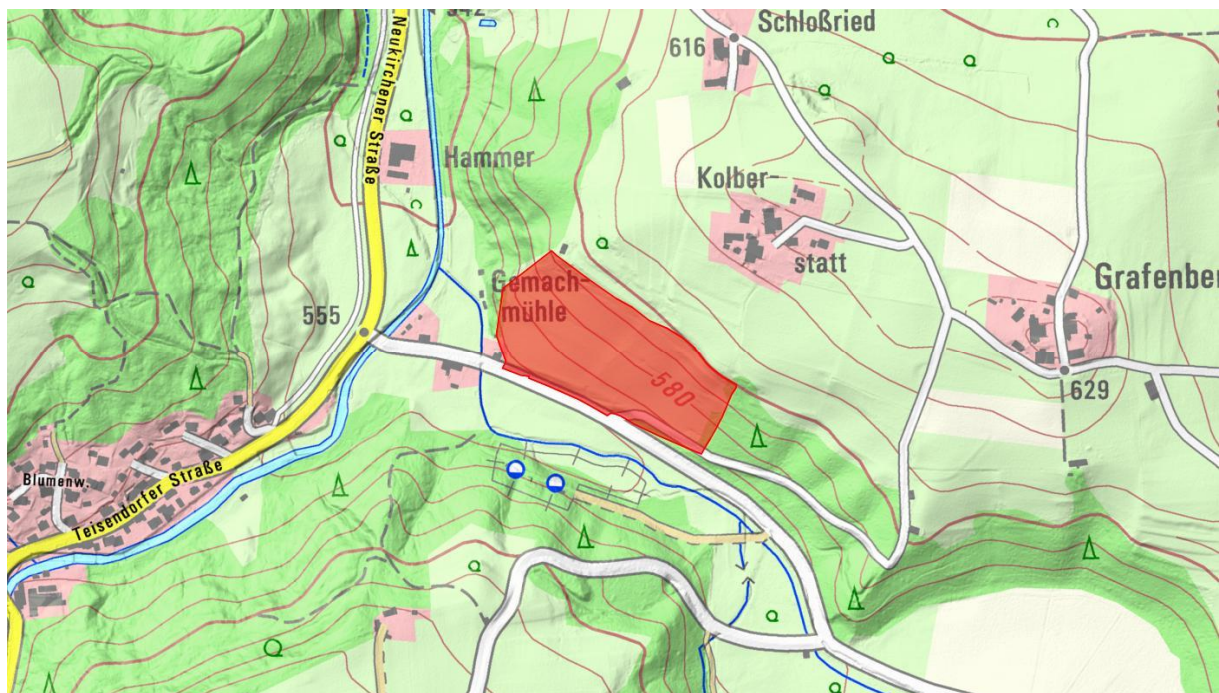 Schloßried
616
Neukirchener Straße
Hammer
Kolber-
statt
Gemach-
mühle
Grafenber
555
580
629
Blumenw.
Teisendorfer Straße